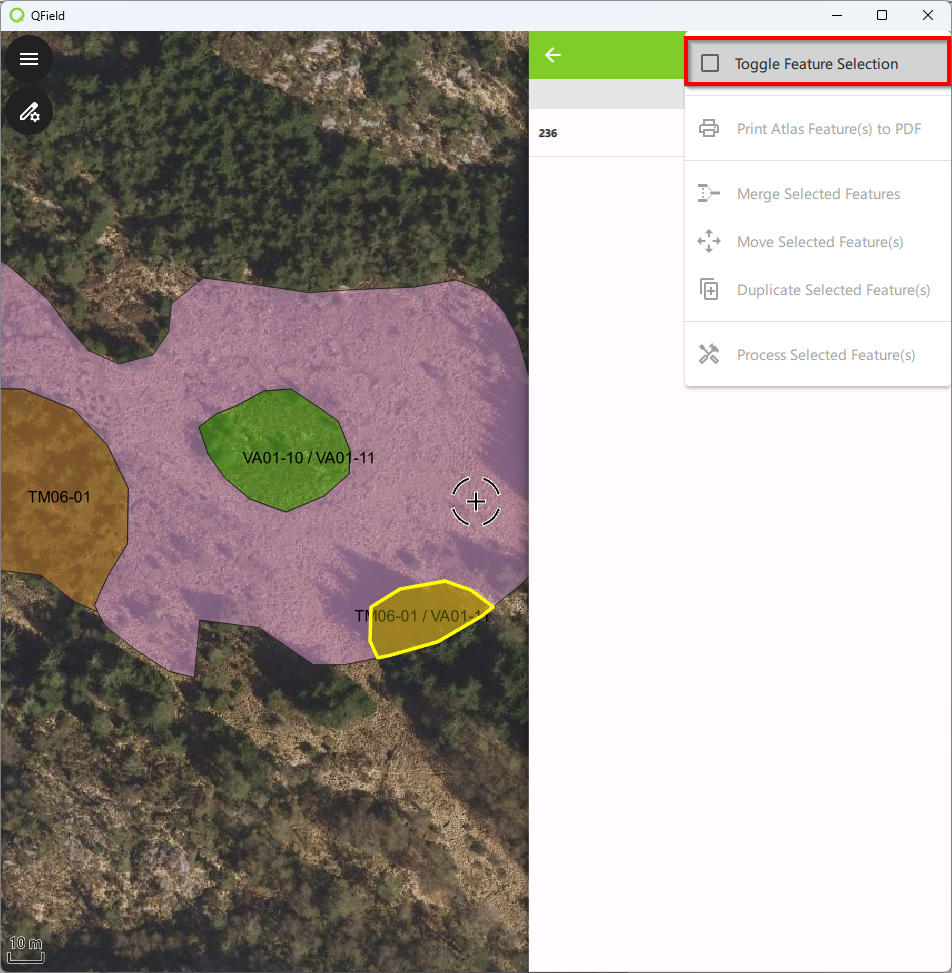 QField
Toggle Feature Selection
236
Print Atlas Feature(s) to PDF
Merge Selected Features
Move Selected Feature(s)
Duplicate Selected Feature(s)
Process Selected Feature(s)
VA01-10 / VA01-11
TM06-01
TM06-01 / VA01-11
10 m